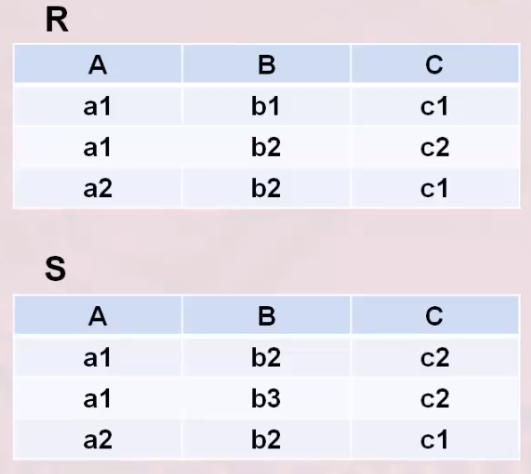 R
A B C
a1 b1 c1
a1 b2 c2
a2 b2 c1
S
A B C
a1 b2 c2
a1 b3 c2
a2 b2 c1